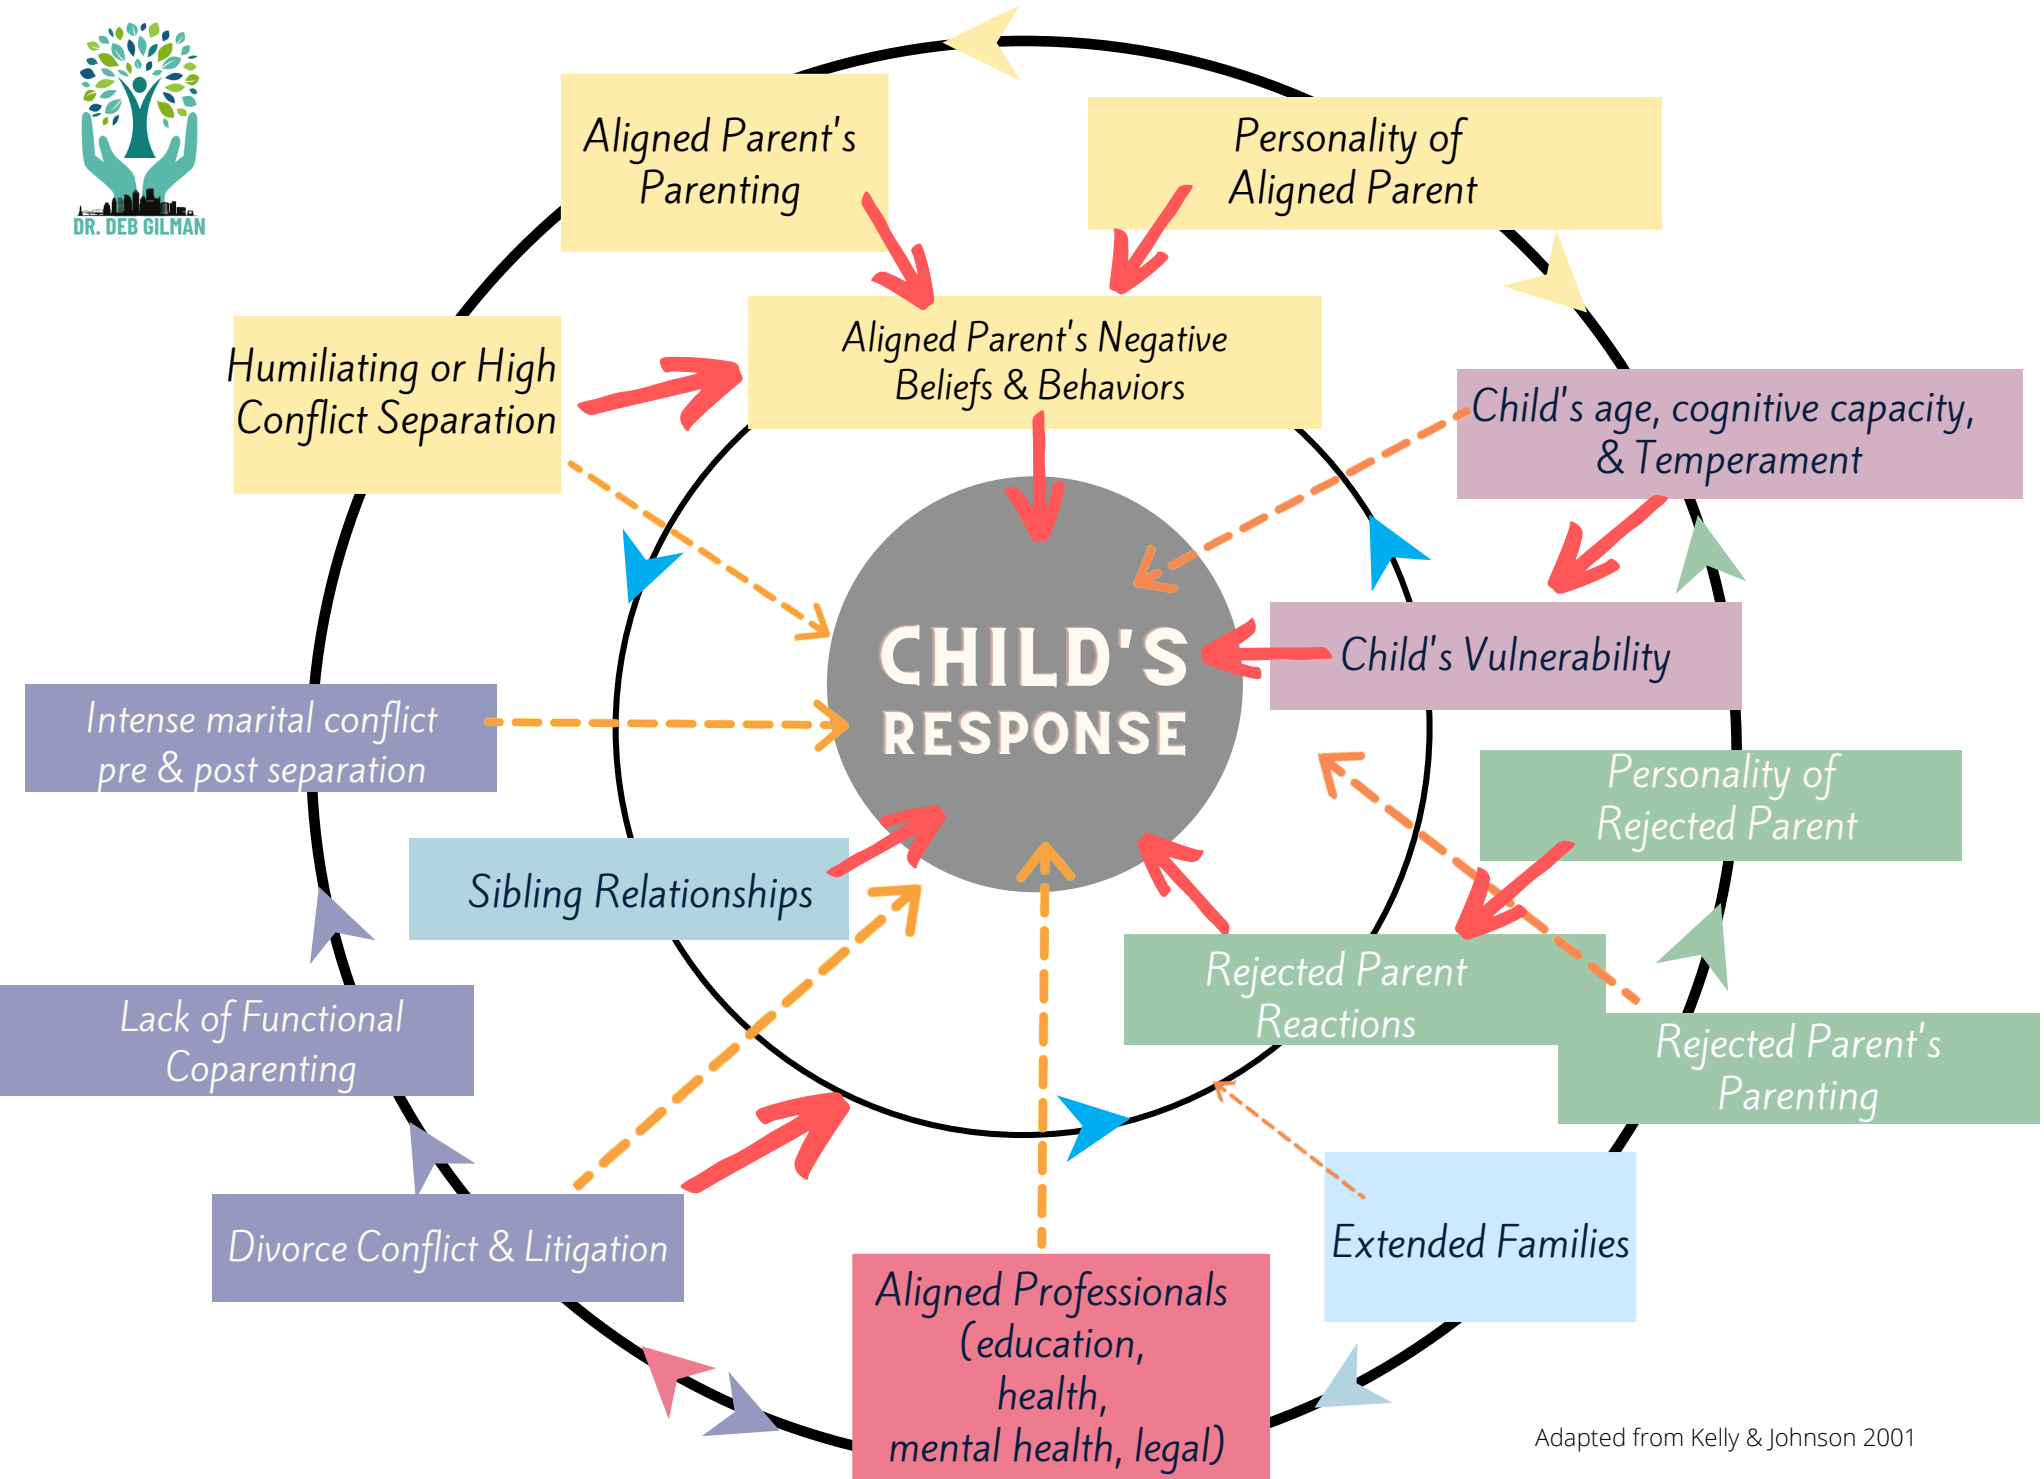 DR. DEB GILMAN
Aligned Parent's
Parenting
Personality of
Aligned Parent
Humiliating or High
Conflict Separation
Aligned Parent's Negative
Beliefs & Behaviors
Child's age, cognitive capacity,
& Temperament
CHILD'S
RESPONSE
Child's Vulnerability
Intense marital conflict
pre & post separation
Personality of
Rejected Parent
Sibling Relationships
Rejected Parent
Reactions
Lack of Functional
Coparenting
Rejected Parent's
Parenting
Divorce Conflict & Litigation
Extended Families
Aligned Professionals
(education,
health,
mental health, legal)
Adapted from Kelly & Johnson 2001